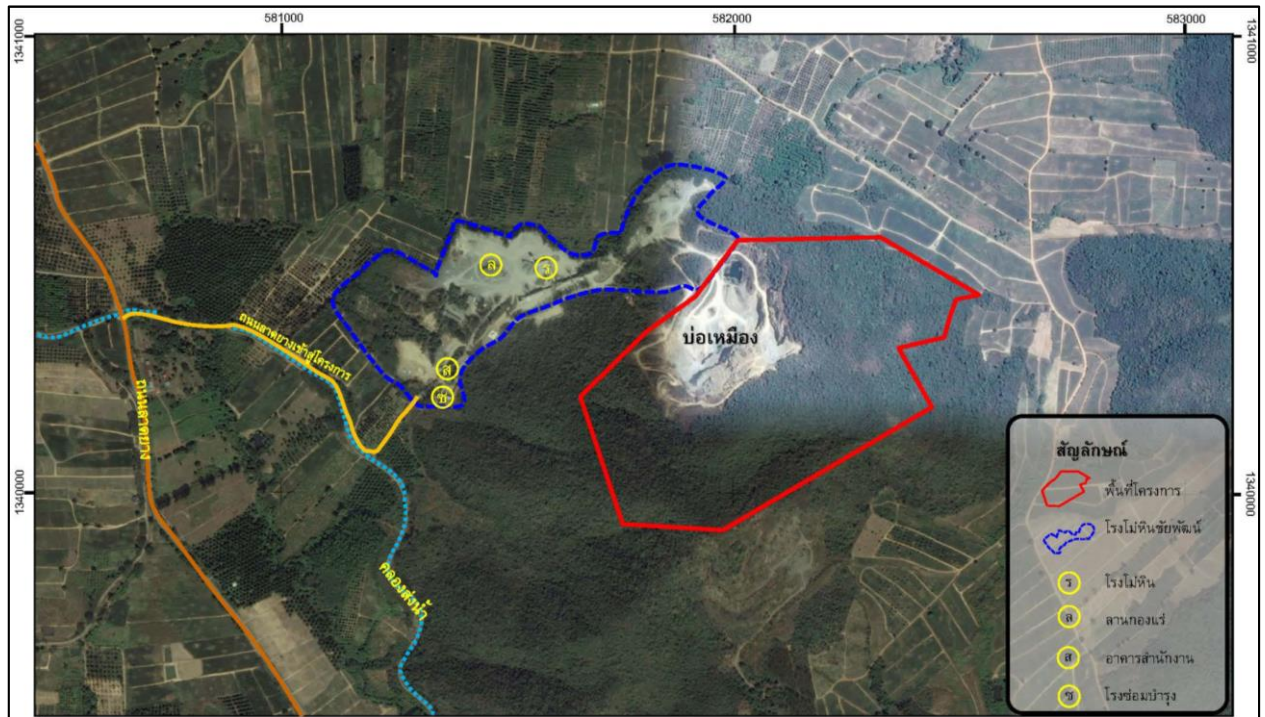 581000
582000
583000
1341000
1341000
ล
ร
บ่อเหมือง
ถนนลาดยางเข้าสู่โครงการ
ส
ช
ถนนลาดยาง
คลองส่งน้ำ
1340000
1340000
สัญลักษณ์
พื้นที่โครงการ
โรงโม่หินชัยพัฒน์
ร โรงโม่หิน
ล ลานกองแร่
ส อาคารสำนักงาน
ช โรงซ่อมบำรุง